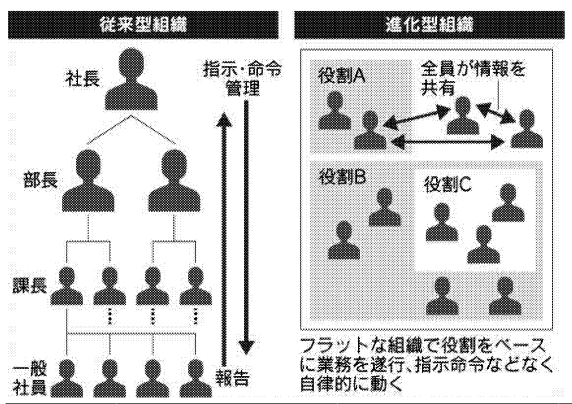 従来型組織
社長
指示・命令
管理
部長
課長
一般
社員
報告
進化型組織
役割A
全員が情報を
共有
役割B
役割C
フラットな組織で役割をベース
に業務を遂行、指示命令などなく
自律的に動く